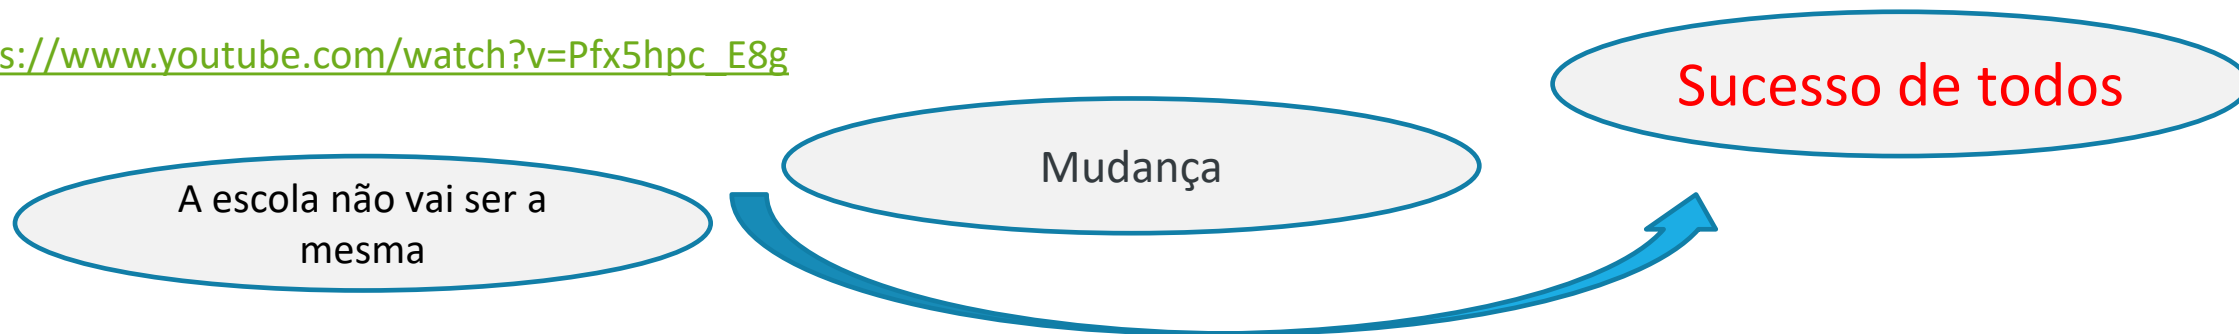 s://www.youtube.com/watch?v=Pfx5hpc_E8g
Sucesso de todos
Mudança
A escola não vai ser a
mesma